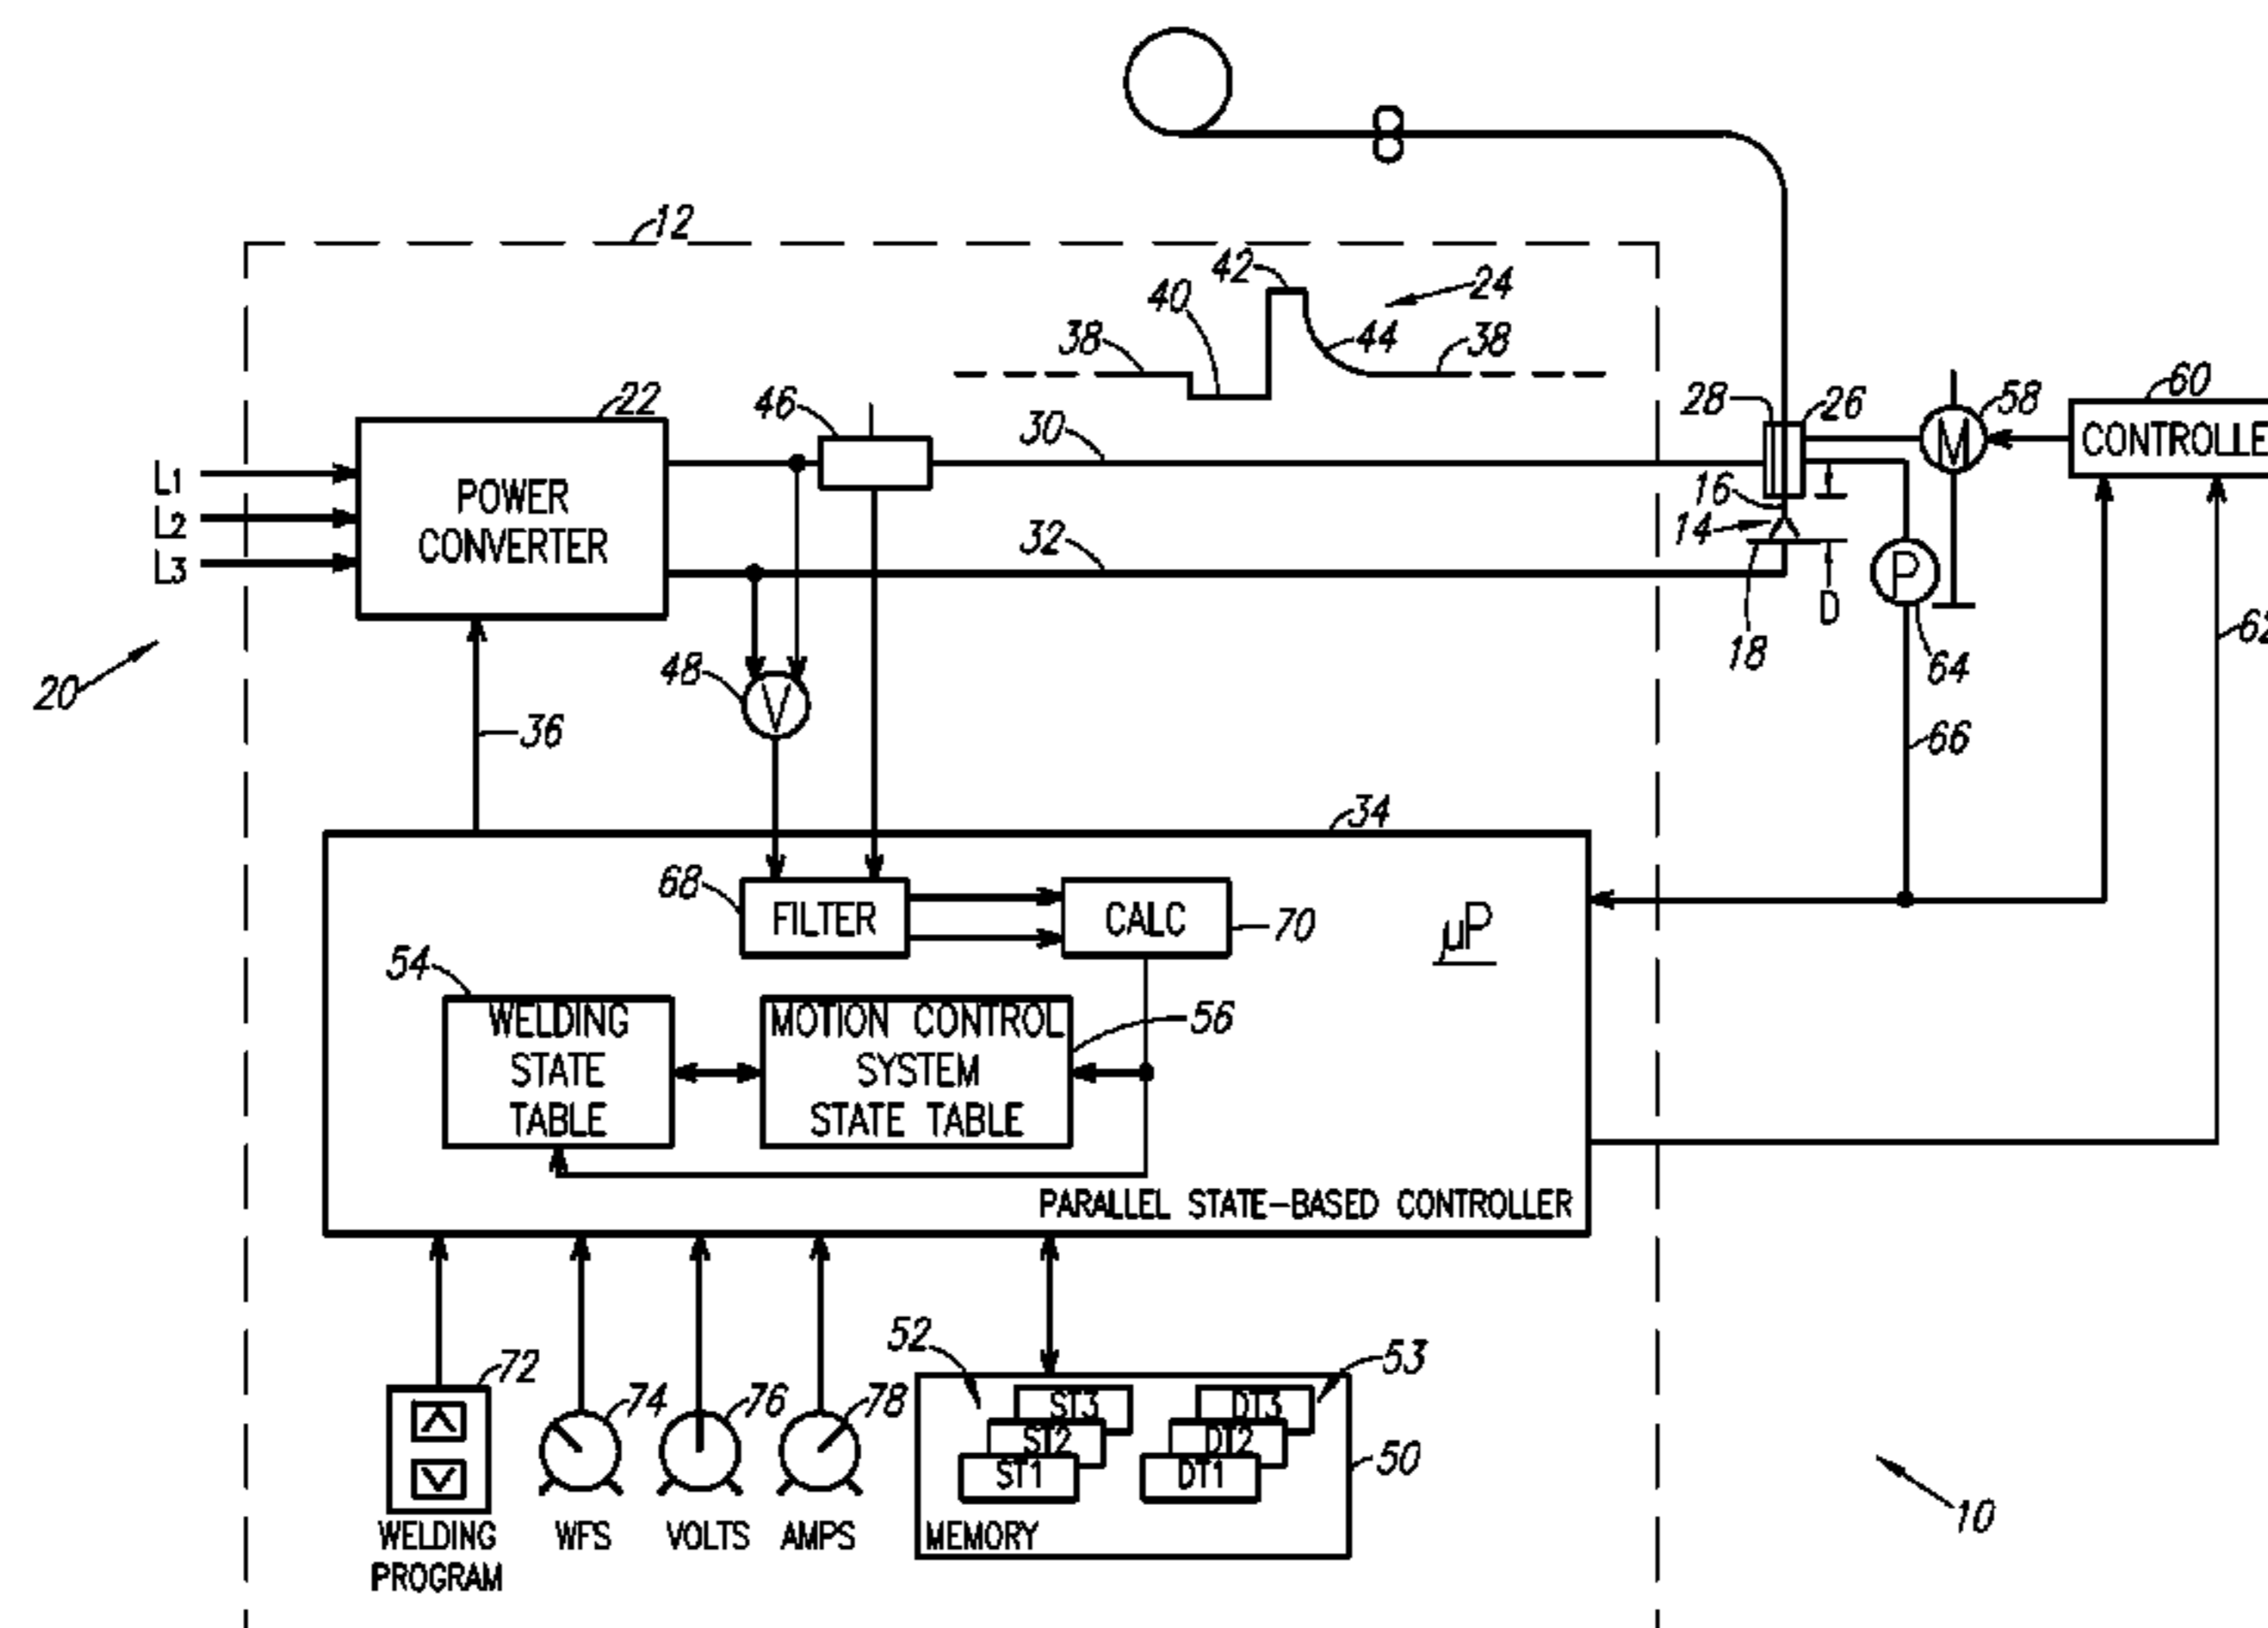 12
42
24
40
38
44
38
22
46
30
28
26
58
60
CONTROLLE
L1
L2
L3
POWER
CONVERTER
M
16
14
32
P
D
18
64
62
20
48
V
36
66
34
68
FILTER
CALC
70
µP
54
WELDING
STATE
TABLE
MOTION CONTROL
SYSTEM
STATE TABLE
56
PARALLEL STATE-BASED CONTROLLER
72
74
76
78
52
53
ST3
ST2
ST1
DT3
DT2
DT1
50
MEMORY
WELDING
PROGRAM
WFS
VOLTS
AMPS
10